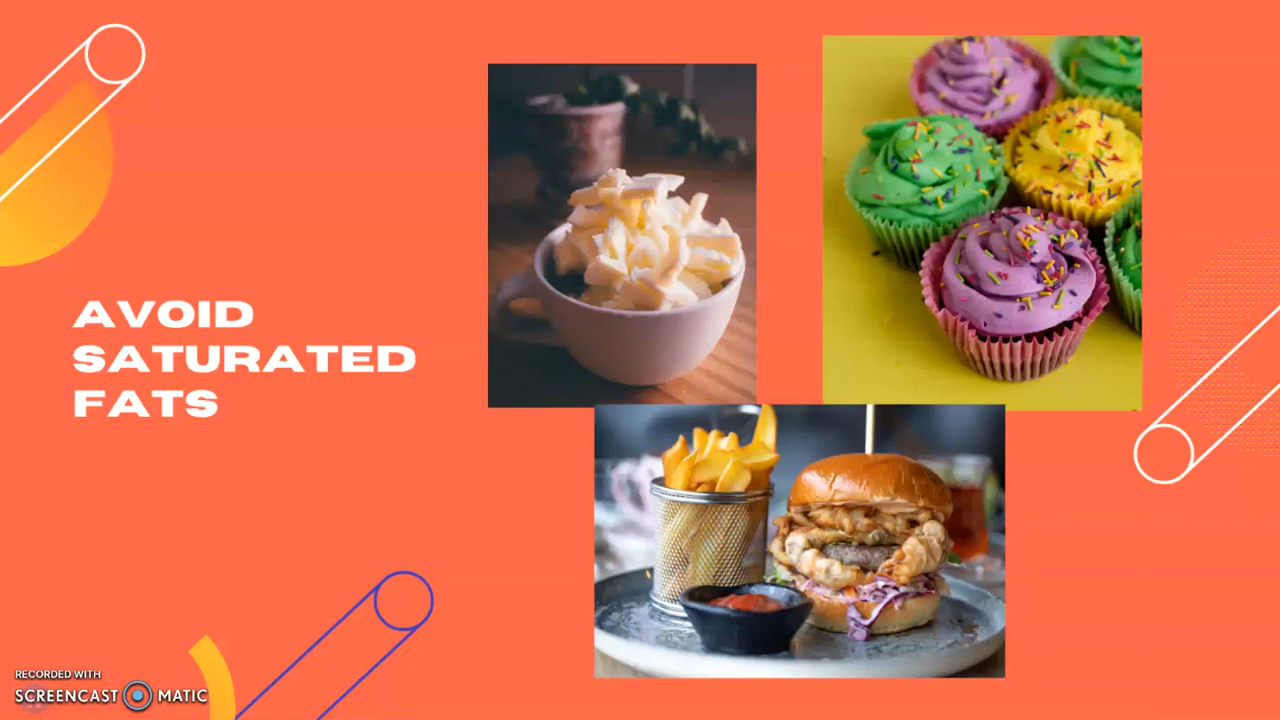 AVOID
SATURATED
FATS
RECORDED WITH
SCREENCAST MATIC